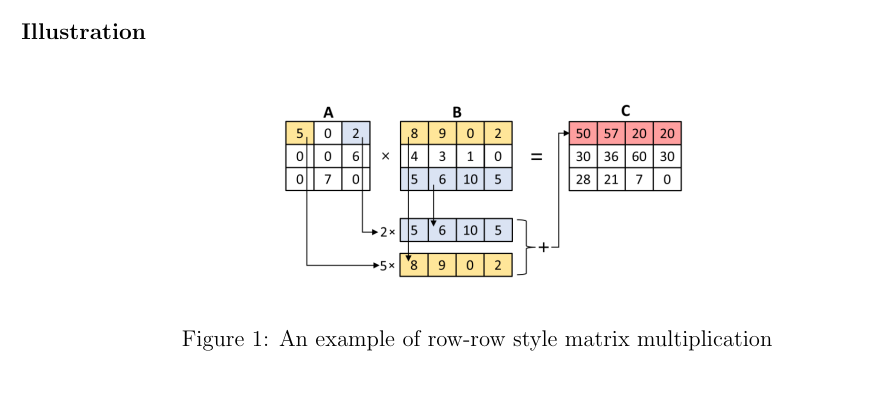 Illustration
A B C
5 0 2 8 9 0 2 50 57 20 20
0 0 6 × 4 3 1 0 = 30 36 60 30
0 7 0 5 6 10 5 28 21 7 0
2× 5 6 10 5
+
5× 8 9 0 2
Figure 1: An example of row-row style matrix multiplication